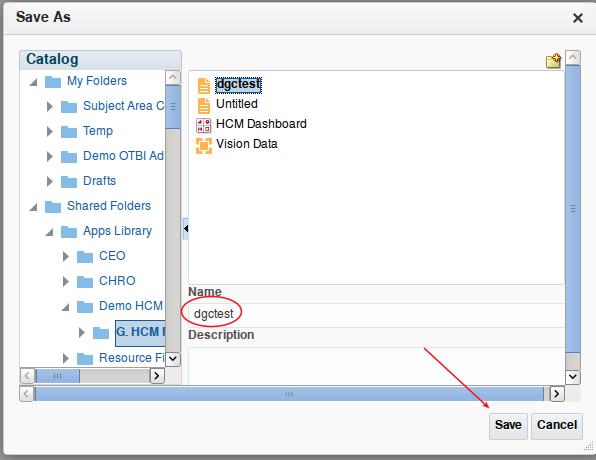 Save As
Catalog
My Folders
Subject Area C
Temp
Demo OTBI Ad
Drafts
Shared Folders
Apps Library
CEO
CHRO
Demo HCM
G. HCM
Resource Fi
dgctest
Untitled
HCM Dashboard
Vision Data
Name
dgctest
Description
Save
Cancel